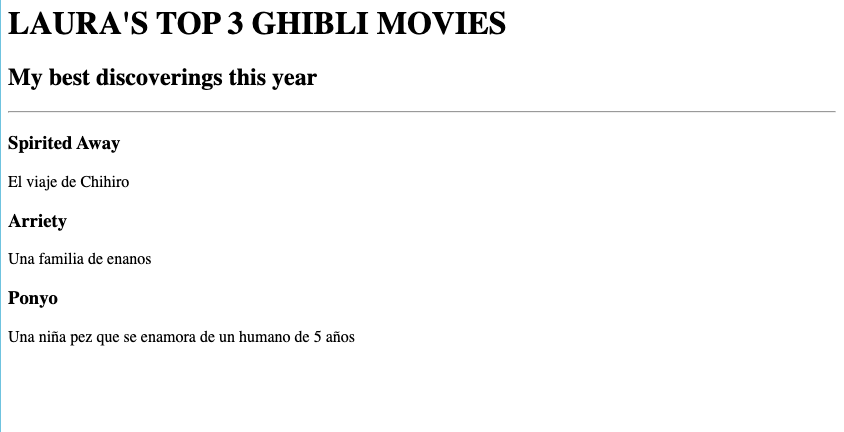 LAURA'S TOP 3 GHIBLI MOVIES
My best discoverings this year
Spirited Away
El viaje de Chihiro
Arriety
Una familia de enanos
Ponyo
Una niña pez que se enamora de un humano de 5 años